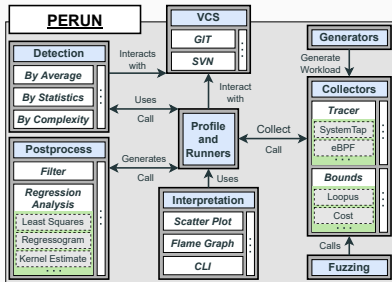 PERUN
VCS
GIT
SVN
Generators
Generate
Workload
Detection
By Average
By Statistics
By Complexity
Interacts
with
Interact
with
Uses
Call
Profile
and
Runners
Collect
Call
Collectors
Tracer
SystemTap
eBPF
Bounds
Loopus
Cost
Calls
Fuzzing
Postprocess
Filter
Regression
Analysis
Least Squares
Regressogram
Kernel Estimate
Generates
Call
Uses
Interpretation
Scatter Plot
Flame Graph
CLI